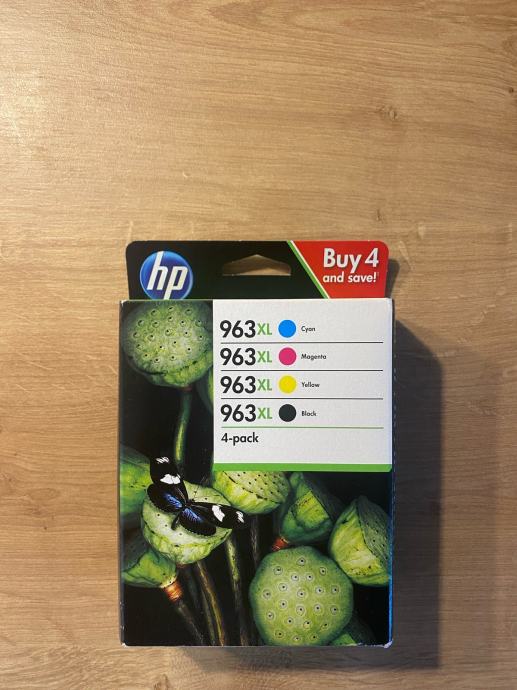 hp
Buy 4
and save!
963XL Cyan
963XL Magenta
963XL Yellow
963XL Black
4-pack